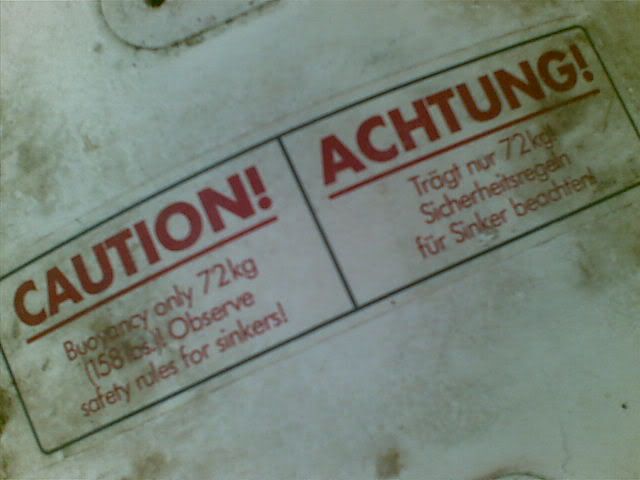 CAUTION!
Buoyancy only 72kg
(158 lbs.)! Observe
safety rules for sinkers!
ACHTUNG!
Trägt nur 72kg!
Sicherheitsregeln
für Sinker beachten!